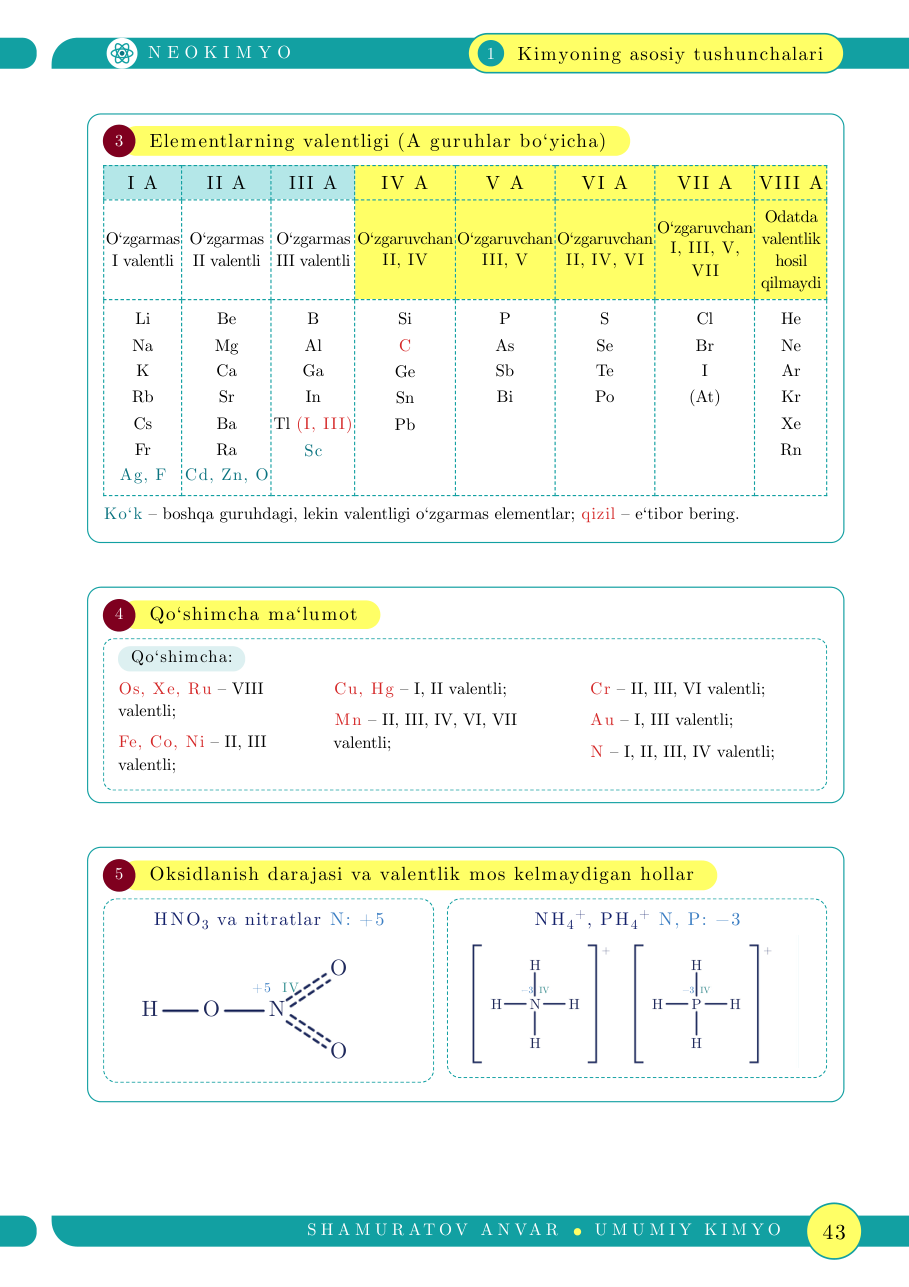 NEOKIMYO
1 Kimyoning asosiy tushunchalari
3 Elementlarning valentligi (A guruhlar bo‘yicha)
I A II A III A IV A V A VI A VII A VIII A
O‘zgarmas I valentli
O‘zgarmas II valentli
O‘zgarmas III valentli
O‘zgaruvchan II, IV
O‘zgaruvchan III, V
O‘zgaruvchan II, IV, VI
O‘zgaruvchan I, III, V, VII
Odatda valentlik hosil qilmaydi
Li Be B Si P S Cl He
Na Mg Al C As Se Br Ne
K Ca Ga Ge Sb Te I Ar
Rb Sr In Sn Bi Po (At) Kr
Cs Ba Tl (I, III) Pb Xe
Fr Ra Sc Rn
Ag, F Cd, Zn, O
Ko‘k – boshqa guruhdagi, lekin valentligi o‘zgarmas elementlar; qizil – e‘tibor bering.
4 Qo‘shimcha ma‘lumot
Qo‘shimcha:
Os, Xe, Ru – VIII
valentli;
Fe, Co, Ni – II, III
valentli;
Cu, Hg – I, II valentli;
Mn – II, III, IV, VI, VII
valentli;
Cr – II, III, VI valentli;
Au – I, III valentli;
N – I, II, III, IV valentli;
5 Oksidlanish darajasi va valentlik mos kelmaydigan hollar
HNO₃ va nitratlar N: +5
O
+5 IV
H O N
O
NH₄⁺, PH₄⁺ N, P: −3
+
H
−3 IV
H N H
H
+
H
−3 IV
H P H
H
SHAMURATOV ANVAR • UMUMIY KIMYO
43